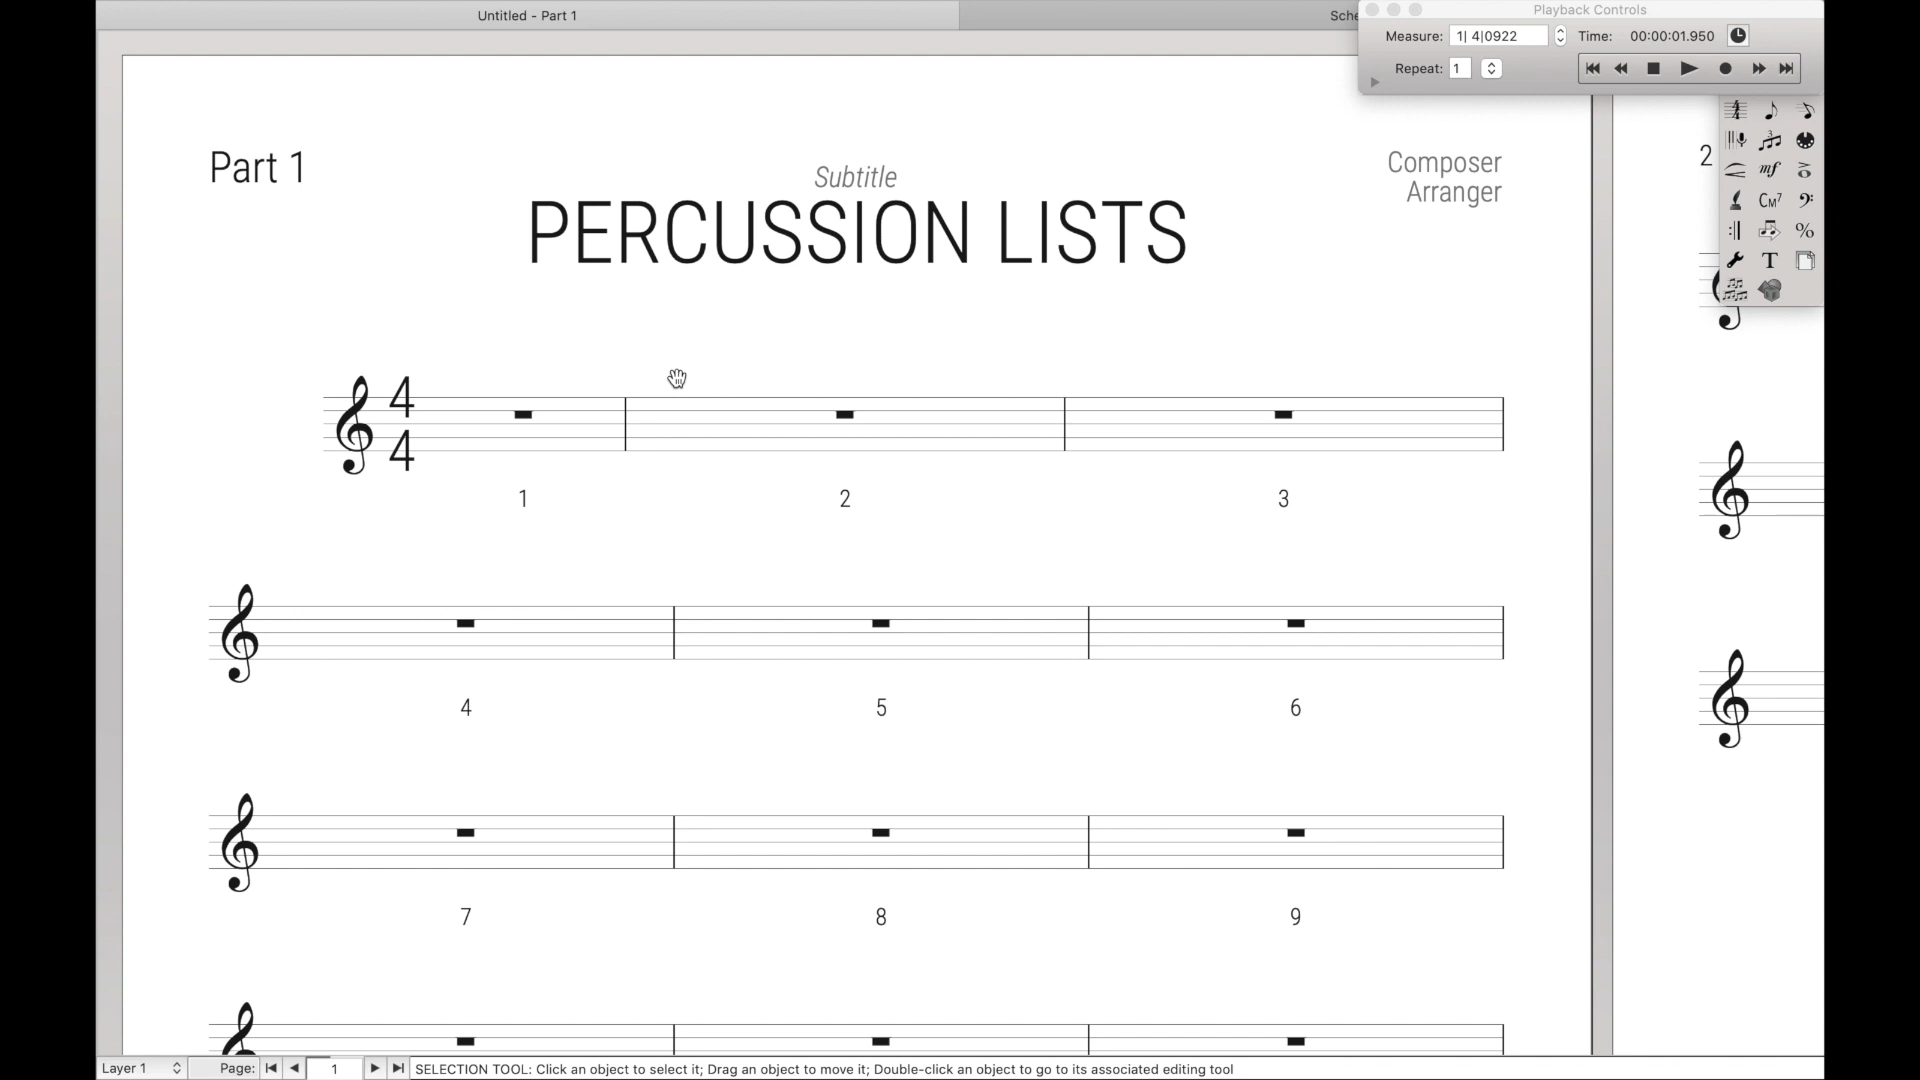 Untitled - Part 1
Sche
Playback Controls
Measure: 1| 4|0922 Time: 00:00:01.950
Repeat: 1
Part 1
Subtitle
PERCUSSION LISTS
Composer
Arranger
2
mf
CM7
%
T
4
4
1 2 3
4 5 6
7 8 9
Layer 1 Page: 1 SELECTION TOOL: Click an object to select it; Drag an object to move it; Double-click an object to go to its associated editing tool